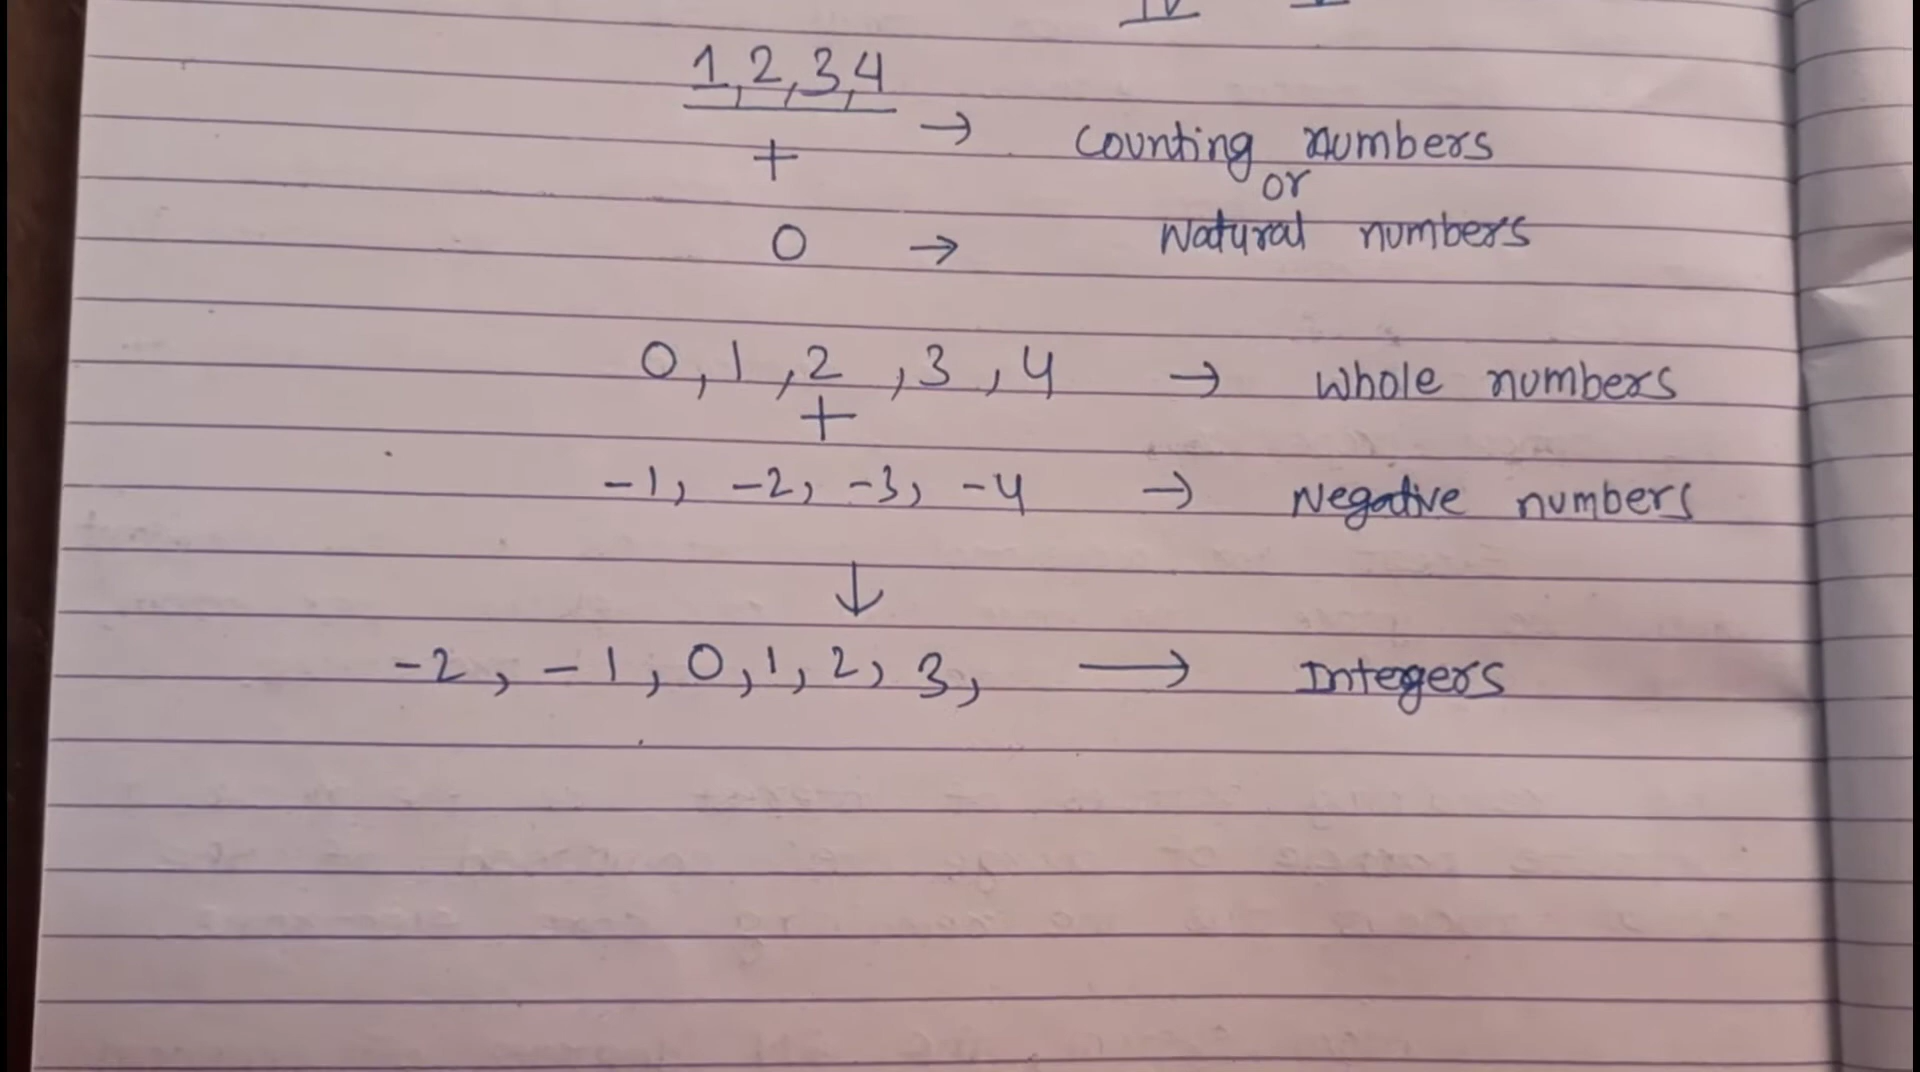 IV
1, 2, 3, 4 → Counting numbers
+ or
0 → Natural numbers
0, 1, 2, 3, 4 → Whole numbers
+
-1, -2, -3, -4 → Negative numbers
↓
-2, -1, 0, 1, 2, 3, → Integers